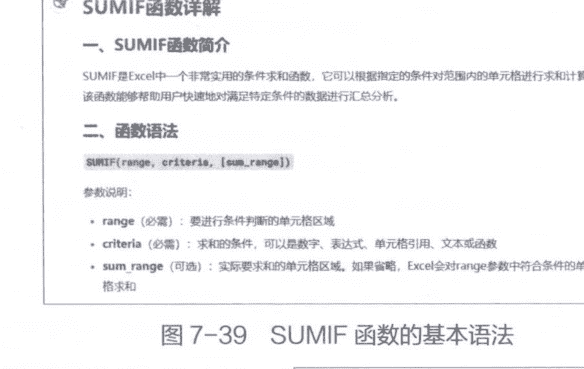 SUMIF函数详解
一、SUMIF函数简介
SUMIF是Excel中一个非常实用的条件求和函数，它可以根据指定的条件对范围内的单元格进行求和计算
该函数能够帮助用户快速地对满足特定条件的数据进行汇总分析。
二、函数语法
SUMIF(range, criteria, [sum_range])
参数说明：
• range（必需）：要进行条件判断的单元格区域
• criteria（必需）：求和的条件，可以是数字、表达式、单元格引用、文本或函数
• sum_range（可选）：实际要求和的单元格区域。如果省略，Excel会对range参数中符合条件的单
格求和
图 7-39 SUMIF 函数的基本语法